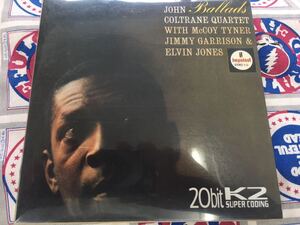 JOHN Ballads
COLTRANE QUARTET
WITH McCOY TYNER
JIMMY GARRISON &
ELVIN JONES
impulse!
20bit K2
SUPER CODING